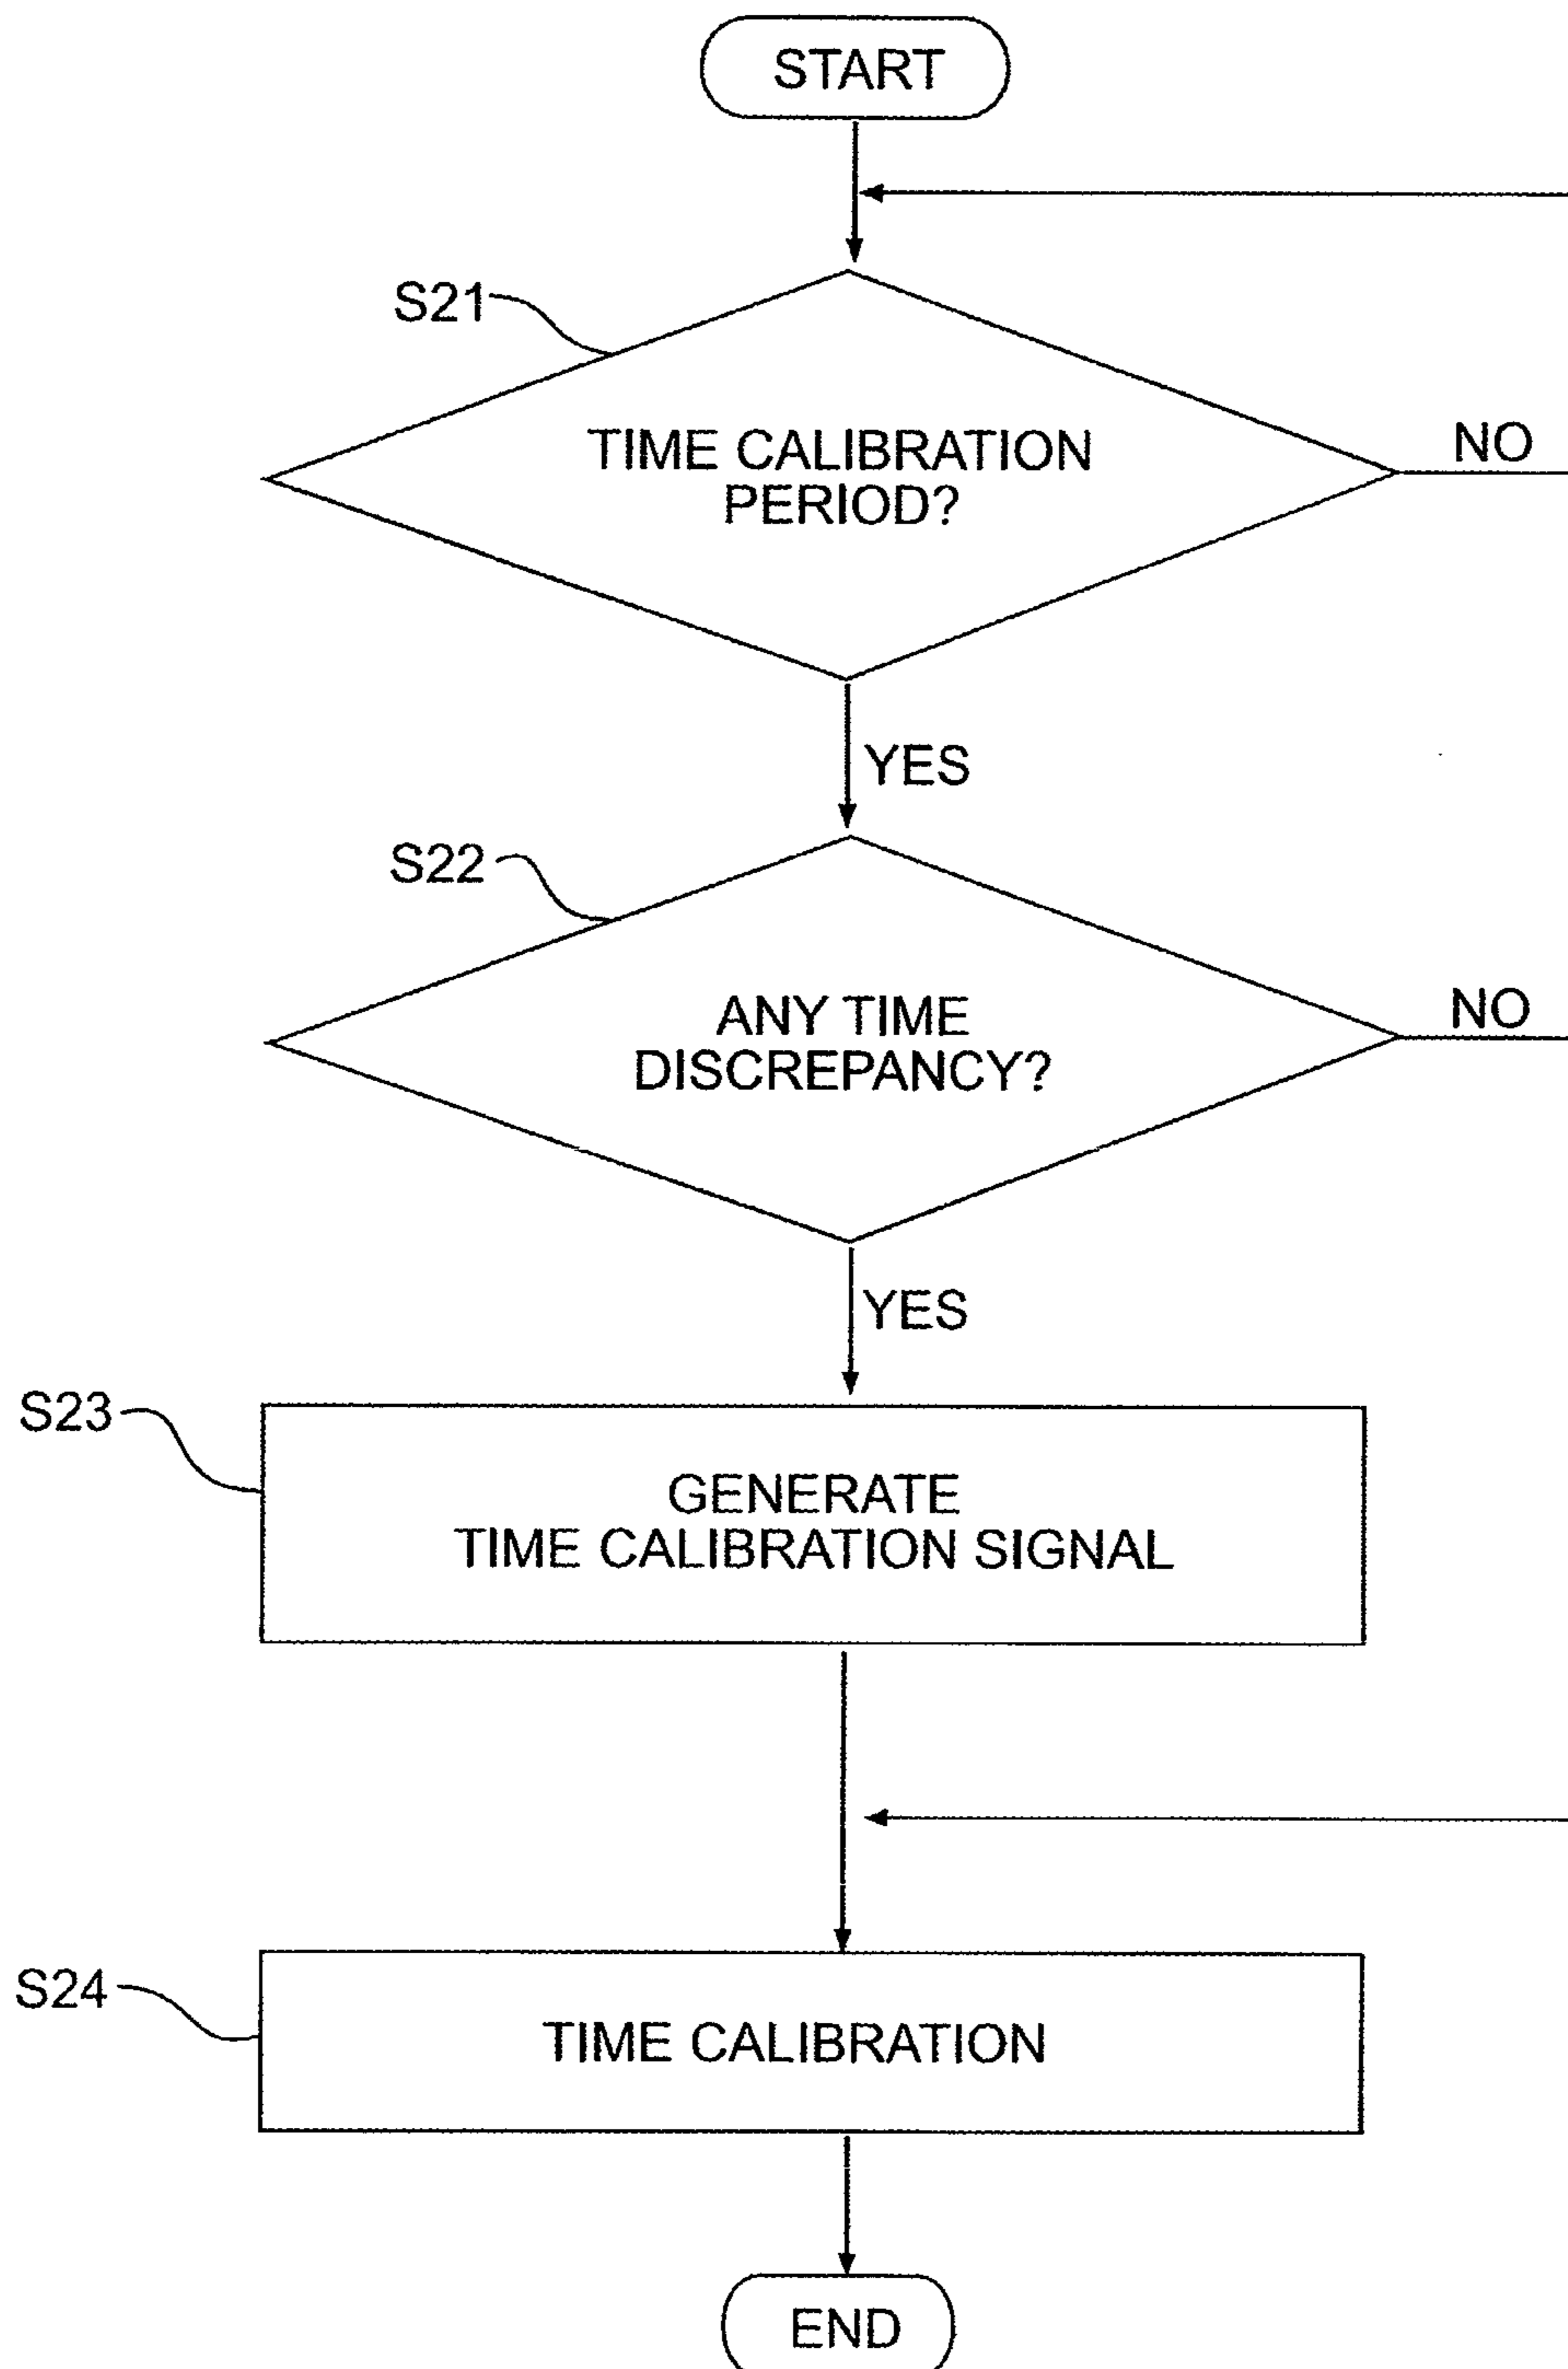 START
S21
TIME CALIBRATION
PERIOD?
NO
YES
S22
ANY TIME
DISCREPANCY?
NO
YES
S23
GENERATE
TIME CALIBRATION SIGNAL
S24
TIME CALIBRATION
END